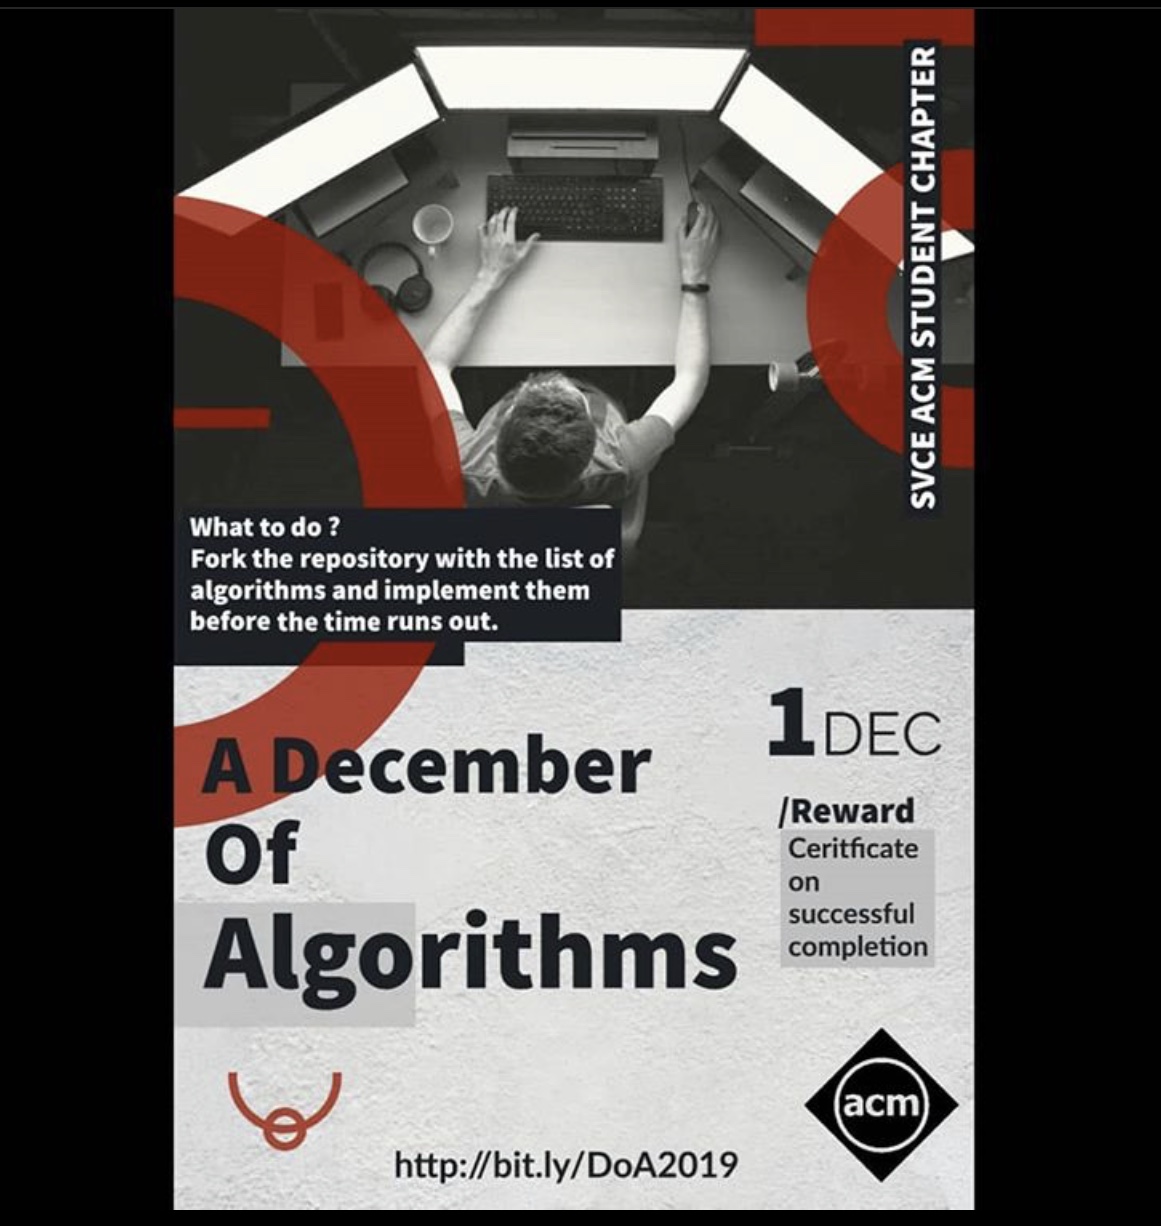 SVCE ACM STUDENT CHAPTER
What to do ?
Fork the repository with the list of
algorithms and implement them
before the time runs out.
1 DEC
A December
Of
Algorithms
/Reward
Ceritficate
on
successful
completion
acm
http://bit.ly/DoA2019